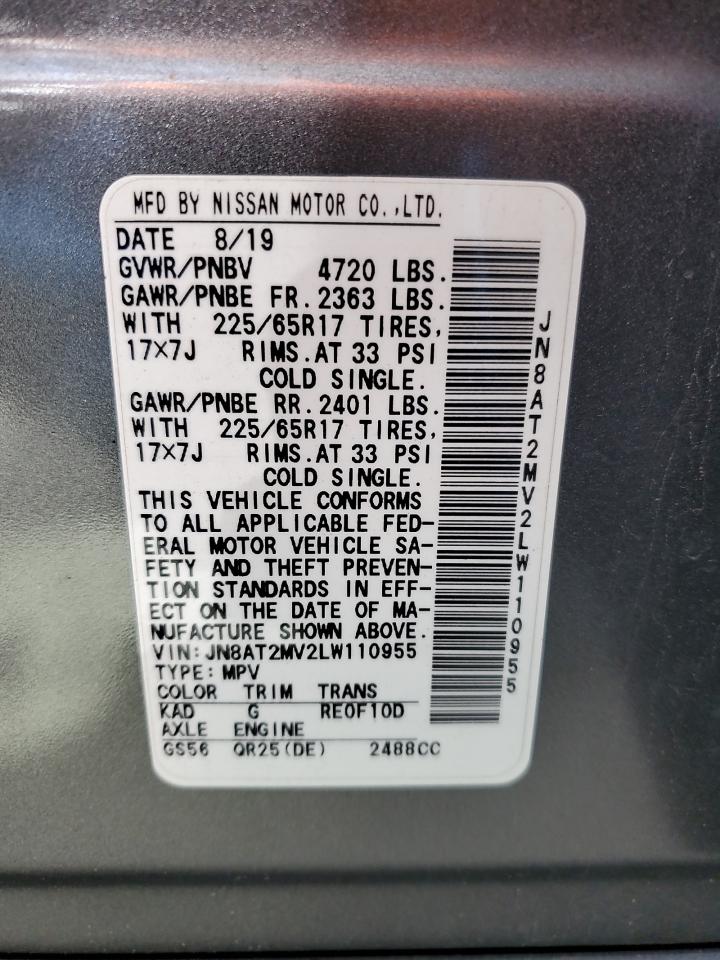 MFD BY NISSAN MOTOR CO.,LTD.
DATE 8/19
GVWR/PNBV 4720 LBS.
GAWR/PNBE FR.2363 LBS.
WITH 225/65R17 TIRES,
17×7J RIMS.AT 33 PSI
COLD SINGLE.
GAWR/PNBE RR.2401 LBS.
WITH 225/65R17 TIRES,
17×7J RIMS.AT 33 PSI
COLD SINGLE.
THIS VEHICLE CONFORMS
TO ALL APPLICABLE FED-
ERAL MOTOR VEHICLE SA-
FETY AND THEFT PREVEN-
TION STANDARDS IN EFF-
ECT ON THE DATE OF MA-
NUFACTURE SHOWN ABOVE.
VIN:JN8AT2MV2LW110955
TYPE:MPV
COLOR TRIM TRANS
KAD G RE0F10D
AXLE ENGINE
GS56 QR25(DE) 2488CC
JN8AT2MV2LW110955